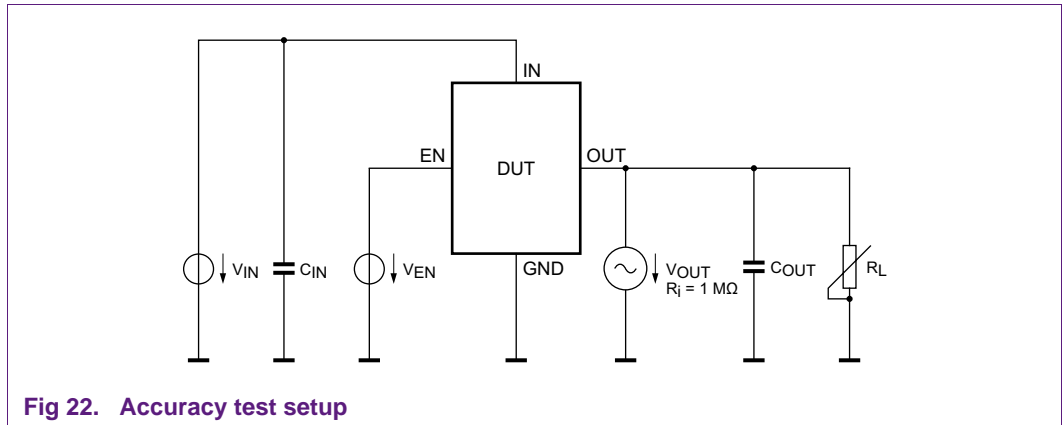 IN
EN
DUT
OUT
VIN
CIN
VEN
GND
VOUT
Ri = 1 MΩ
COUT
RL
Fig 22. Accuracy test setup